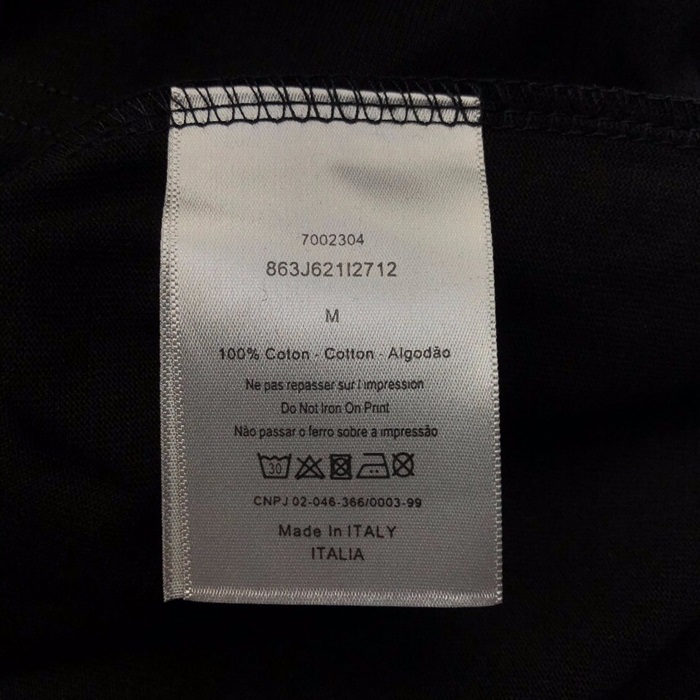 7002304
863J621I2712
M
100% Coton - Cotton - Algodão
Ne pas repasser sur l impression
Do Not Iron On Print
Não passar o ferro sobre a impressão
30
CNPJ 02-046-366/0003-99
Made In ITALY
ITALIA